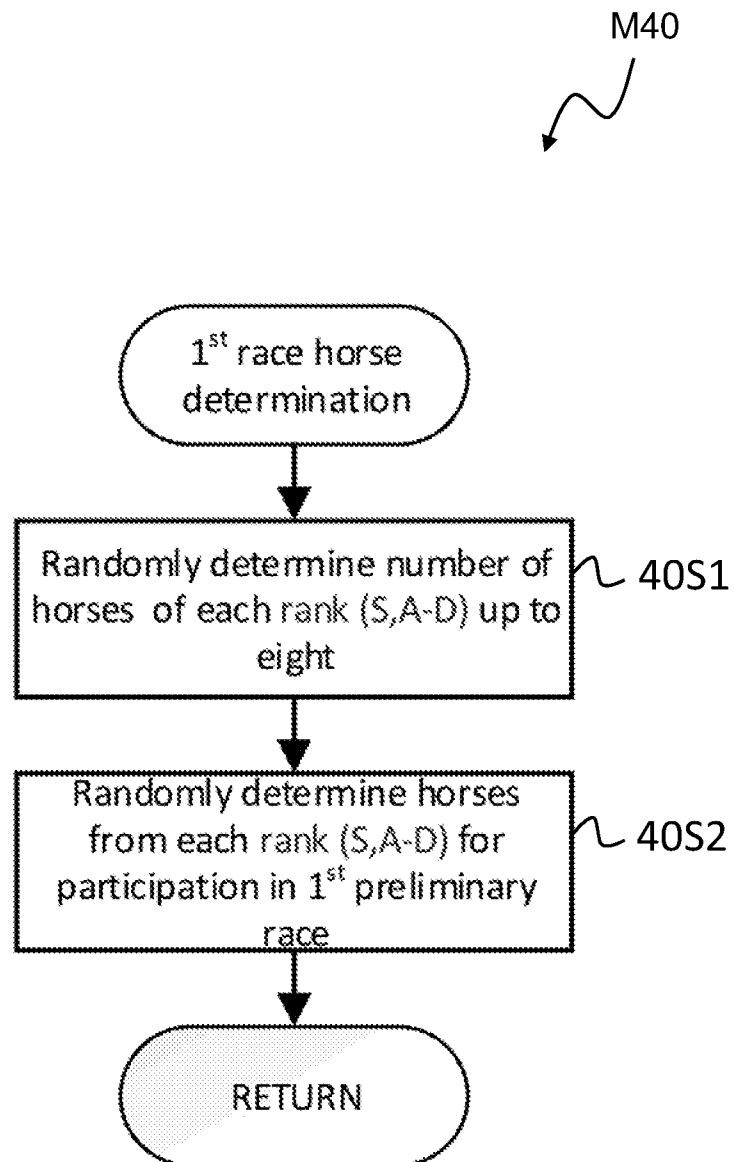 M40
1st race horse
determination
Randomly determine number of
horses of each rank (S,A-D) up to
eight
40S1
Randomly determine horses
from each rank (S,A-D) for
participation in 1st preliminary
race
40S2
RETURN